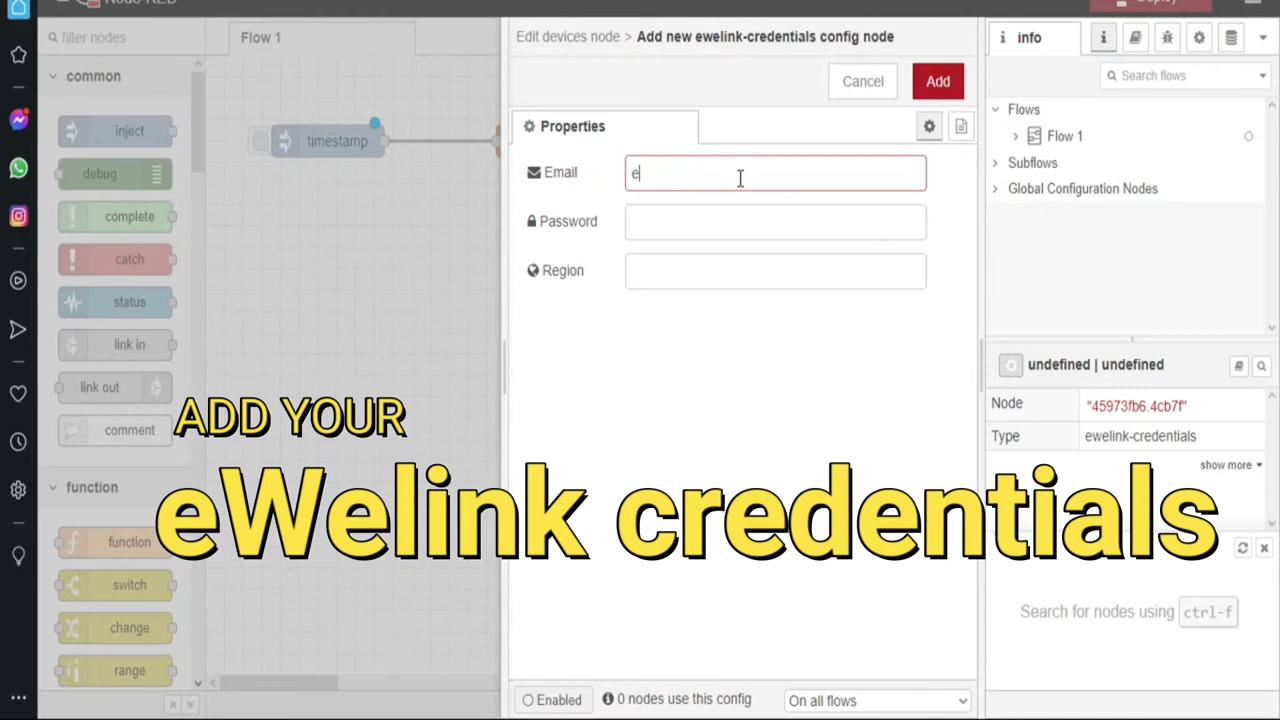 Node-RED
Deploy
filter nodes
common
inject
debug
complete
catch
status
link in
link out
comment
function
function
switch
change
range
Flow 1
timestamp
Edit devices node > Add new ewelink-credentials config node
Cancel
Add
Properties
Email
e
Password
Region
Enabled
0 nodes use this config
On all flows
i info
i
Search flows
Flows
Flow 1
Subflows
Global Configuration Nodes
undefined | undefined
Node "45973fb6.4cb7f"
Type ewelink-credentials
show more
Search for nodes using ctrl-f
ADD YOUR
eWelink credentials